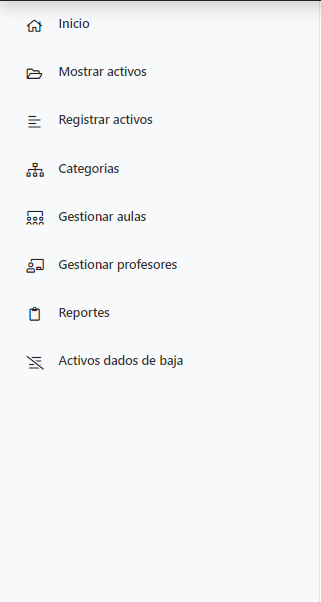 Inicio
Mostrar activos
Registrar activos
Categorias
Gestionar aulas
Gestionar profesores
Reportes
Activos dados de baja